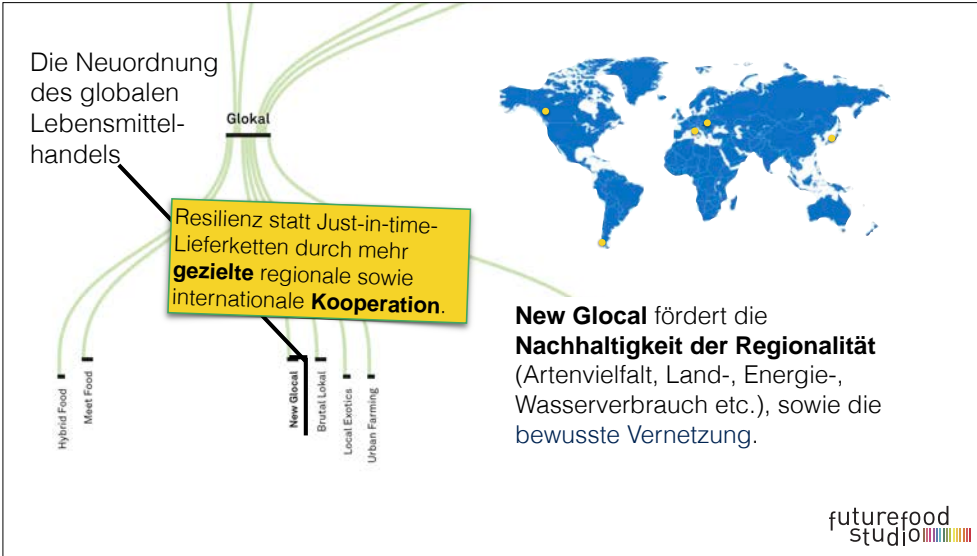 Die Neuordnung
des globalen
Lebensmittel-
handels
Glokal
Resilienz statt Just-in-time-
Lieferketten durch mehr
gezielte regionale sowie
internationale Kooperation.
Hybrid Food
Meet Food
New Glocal
Brutal Lokal
Local Exotics
Urban Farming
New Glocal fördert die
Nachhaltigkeit der Regionalität
(Artenvielfalt, Land-, Energie-,
Wasserverbrauch etc.), sowie die
bewusste Vernetzung.
futurefood
studio